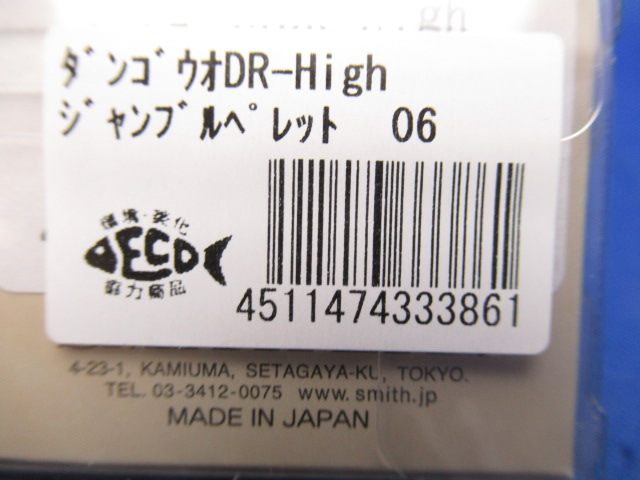 High
ﾀﾞﾝｺﾞｳｵDR-High
ｼﾞｬﾝﾌﾞﾙﾍﾟﾚｯﾄ 06
環境・美化
ECO
協力商品
4511474333861
4-23-1, KAMIUMA, SETAGAYA-KU, TOKYO.
TEL. 03-3412-0075 www.smith.jp
MADE IN JAPAN